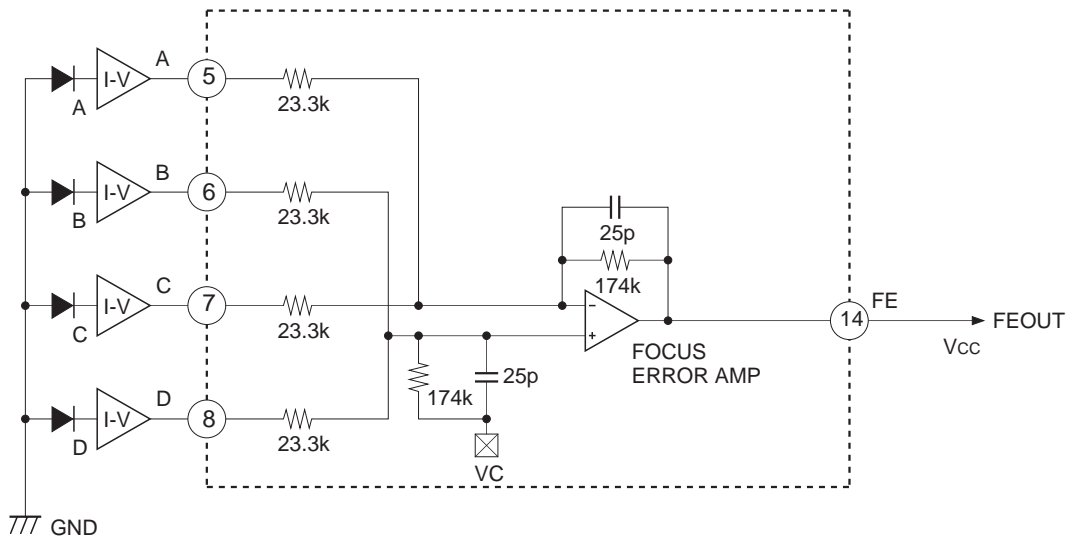 A
I-V
5
A
23.3k
B
I-V
6
B
23.3k
25p
174k
C
I-V
7
C
23.3k
−
+
FOCUS
ERROR AMP
14
FE
FEOUT
VCC
174k
25p
D
I-V
8
D
23.3k
VC
GND